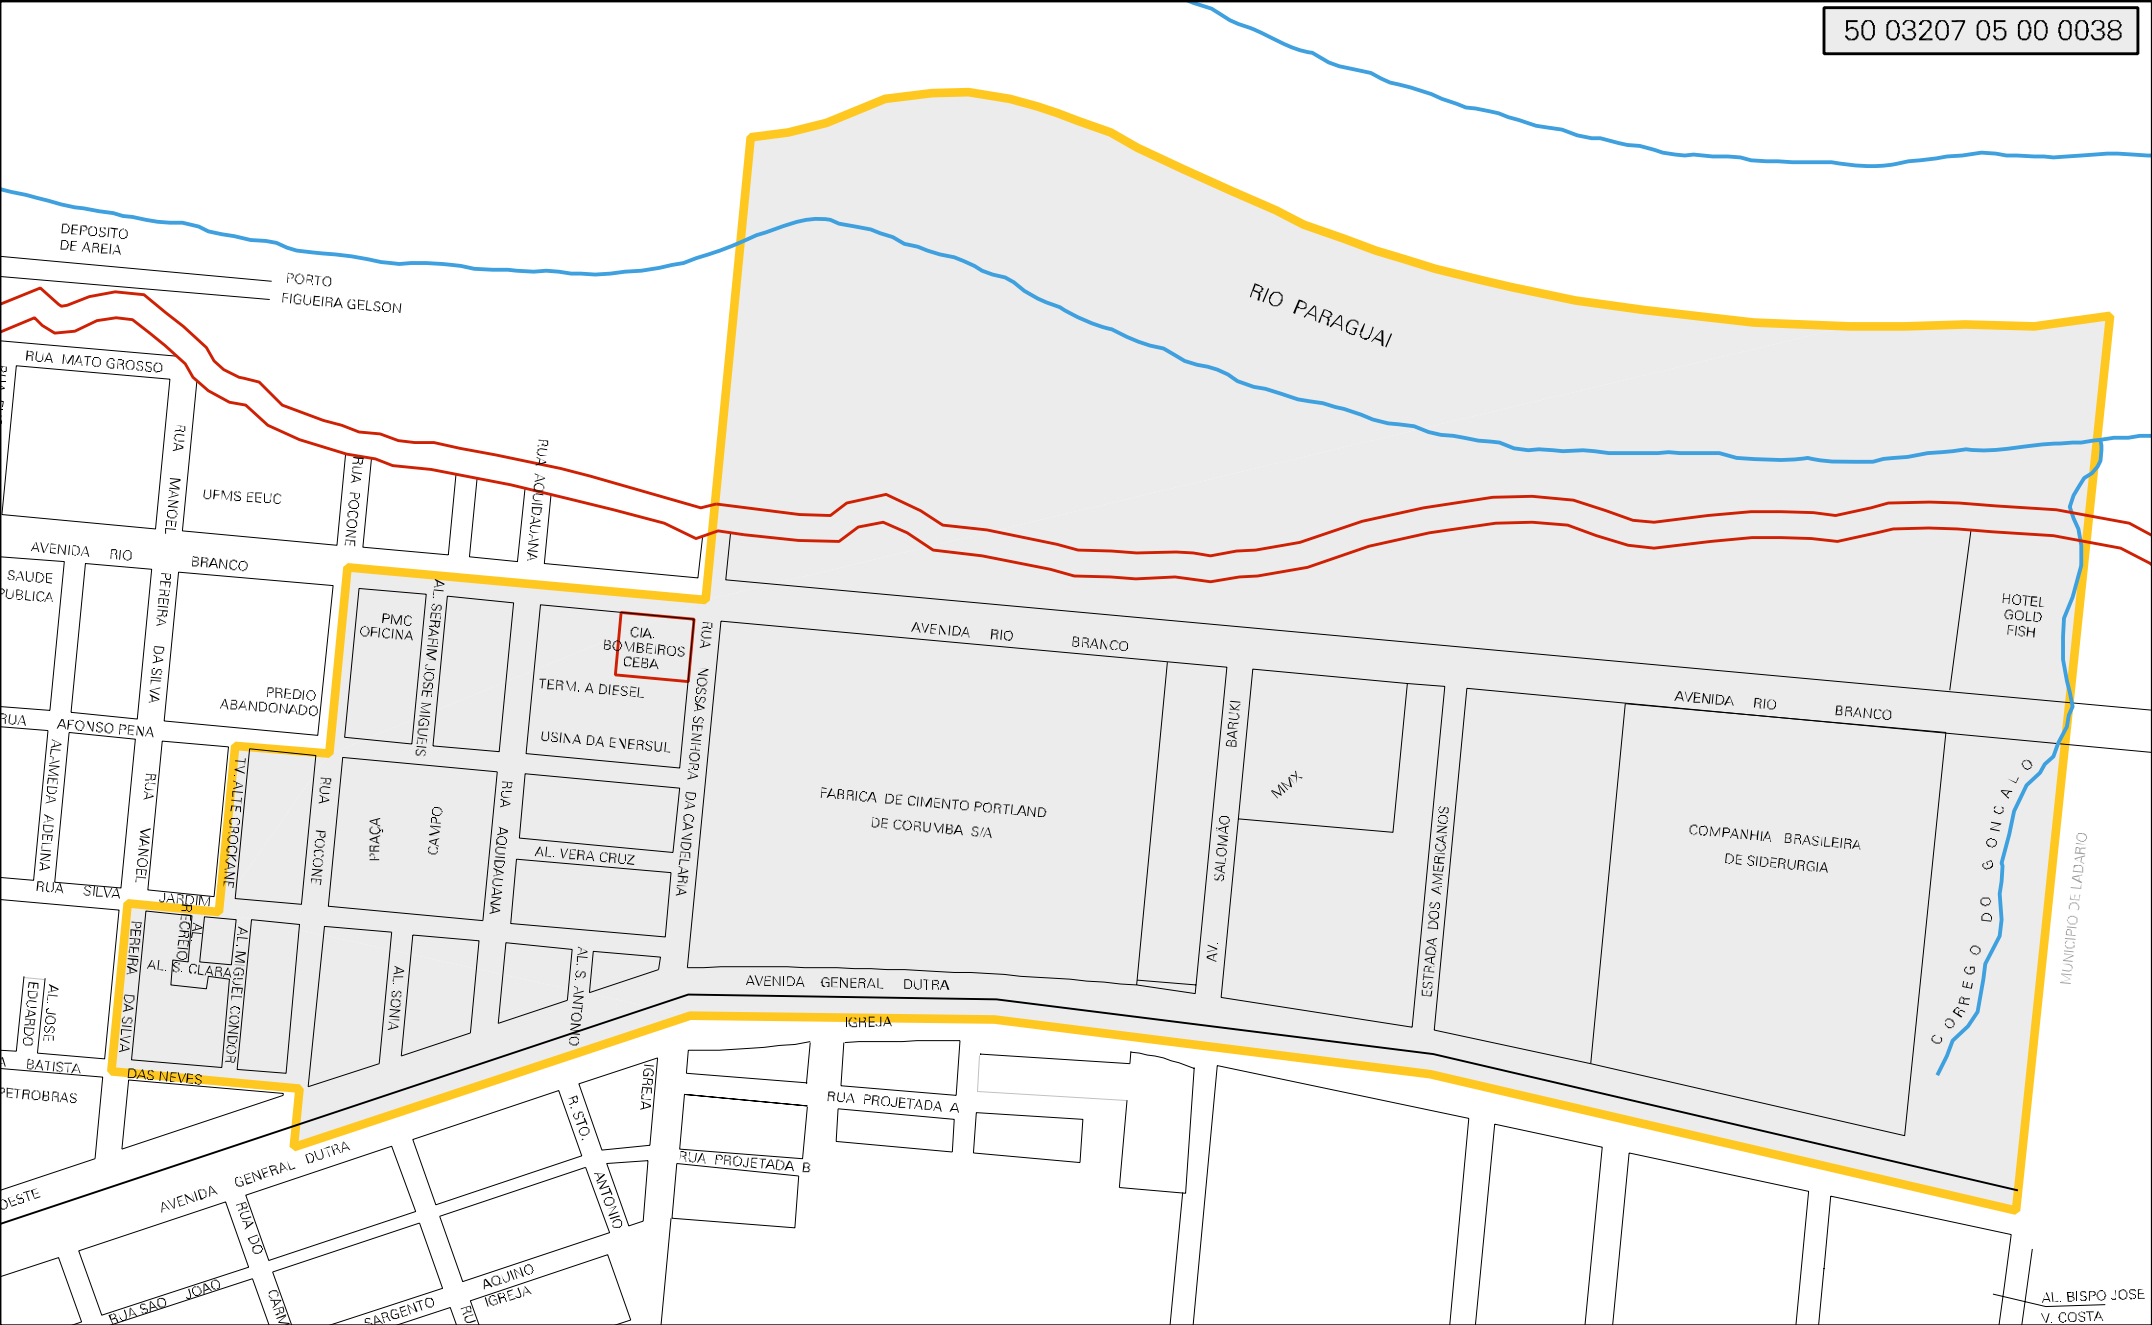 50 03207 05 00 0038
DEPOSITO
DE AREIA
PORTO
FIGUEIRA GELSON
RIO PARAGUAI
RUA MATO GROSSO
RUA MANOEL
PEREIRA DA SILVA
UFMS EEUC
RUA POCONE
RUA AQUIDAUANA
AVENIDA RIO BRANCO
SAUDE
PUBLICA
PMC
OFICINA
AL. SERAFIM JOSE MIGUEIS
CIA.
BOMBEIROS
CEBA
TERM. A DIESEL
USINA DA ENERSUL
RUA NOSSA SENHORA DA CANDELARIA
AVENIDA RIO BRANCO
HOTEL
GOLD
FISH
PREDIO
ABANDONADO
RUA AFONSO PENA
ALAMEDA ADELINA
RUA MANOEL
PEREIRA DA SILVA
TV. ALTE CROCKANE
RUA POCONE
PRAÇA
CAMPO
RUA AQUIDAUANA
AL. VERA CRUZ
FABRICA DE CIMENTO PORTLAND
DE CORUMBA S/A
AV. SALOMÃO BARUKI
MMX
ESTRADA DOS AMERICANOS
AVENIDA RIO BRANCO
COMPANHIA BRASILEIRA
DE SIDERURGIA
CORREGO DO GONCALO
MUNICIPIO DE LADARIO
RUA SILVA JARDIM
AL. RECREIO
AL. S. CLARA
AL. MIGUEL CONDOR
AL. SONIA
AL. S. ANTONIO
AVENIDA GENERAL DUTRA
IGREJA
AL. JOSE
EDUARDO
BATISTA DAS NEVES
PETROBRAS
IGREJA
R. STO. ANTONIO
RUA PROJETADA A
RUA PROJETADA B
OESTE
AVENIDA GENERAL DUTRA
RUA DO
RUA SAO JOAO
SARGENTO AQUINO
IGREJA
AL. BISPO JOSE
V. COSTA